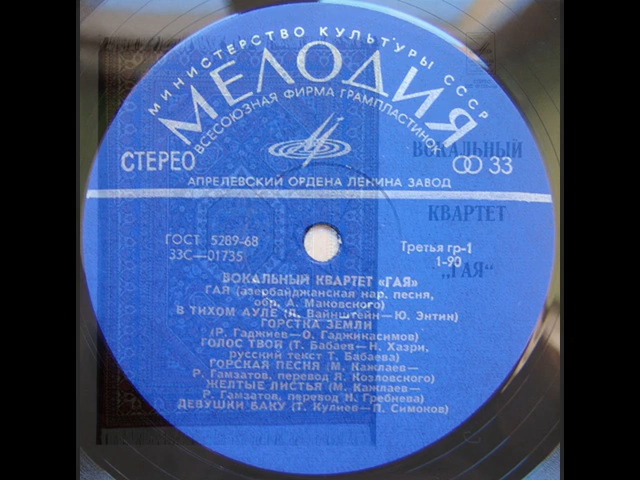 МИНИСТЕРСТВО КУЛЬТУРЫ СССР
МЕЛОДИЯ
ВСЕСОЮЗНАЯ ФИРМА ГРАМПЛАСТИНОК
СТЕРЕО
33
АПРЕЛЕВСКИЙ ОРДЕНА ЛЕНИНА ЗАВОД
ГОСТ 5289-68
33С—01735
Третья гр-1
1-90
ВОКАЛЬНЫЙ КВАРТЕТ «ГАЯ»
ГАЯ (азербайджанская нар. песня,
обр. А. Маковского)
В ТИХОМ АУЛЕ (Л. Вайнштейн—Ю. Энтин)
ГОРСТКА ЗЕМЛИ
(Р. Гаджиев—О. Гаджикасимов)
ГОЛОС ТВОЙ (Т. Бабаев—Н. Хазри,
русский текст Т. Бабаева)
ГОРСКАЯ ПЕСНЯ (М. Кажлаев—
Р. Гамзатов, перевод Я. Козловского)
ЖЕЛТЫЕ ЛИСТЬЯ (М. Кажлаев—
Р. Гамзатов, перевод Н. Гребнева)
ДЕВУШКИ БАКУ (Т. Кулиев—П. Симонов)
ВОКАЛЬНЫЙ
КВАРТЕТ
„ГАЯ“